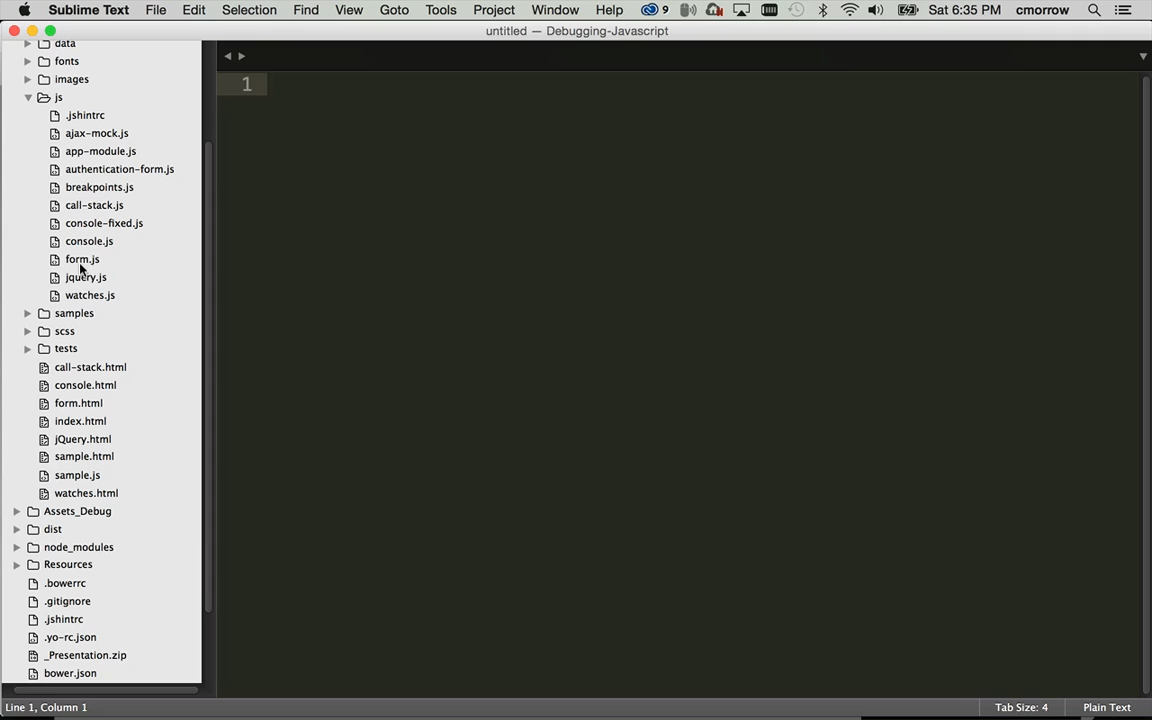 Sublime Text File Edit Selection Find View Goto Tools Project Window Help 9 Sat 6:35 PM cmorrow
untitled — Debugging-Javascript
data
fonts
images
js
.jshintrc
ajax-mock.js
app-module.js
authentication-form.js
breakpoints.js
call-stack.js
console-fixed.js
console.js
form.js
jquery.js
watches.js
samples
scss
tests
call-stack.html
console.html
form.html
index.html
jQuery.html
sample.html
sample.js
watches.html
Assets_Debug
dist
node_modules
Resources
.bowerrc
.gitignore
.jshintrc
.yo-rc.json
_Presentation.zip
bower.json
1
Line 1, Column 1 Tab Size: 4 Plain Text